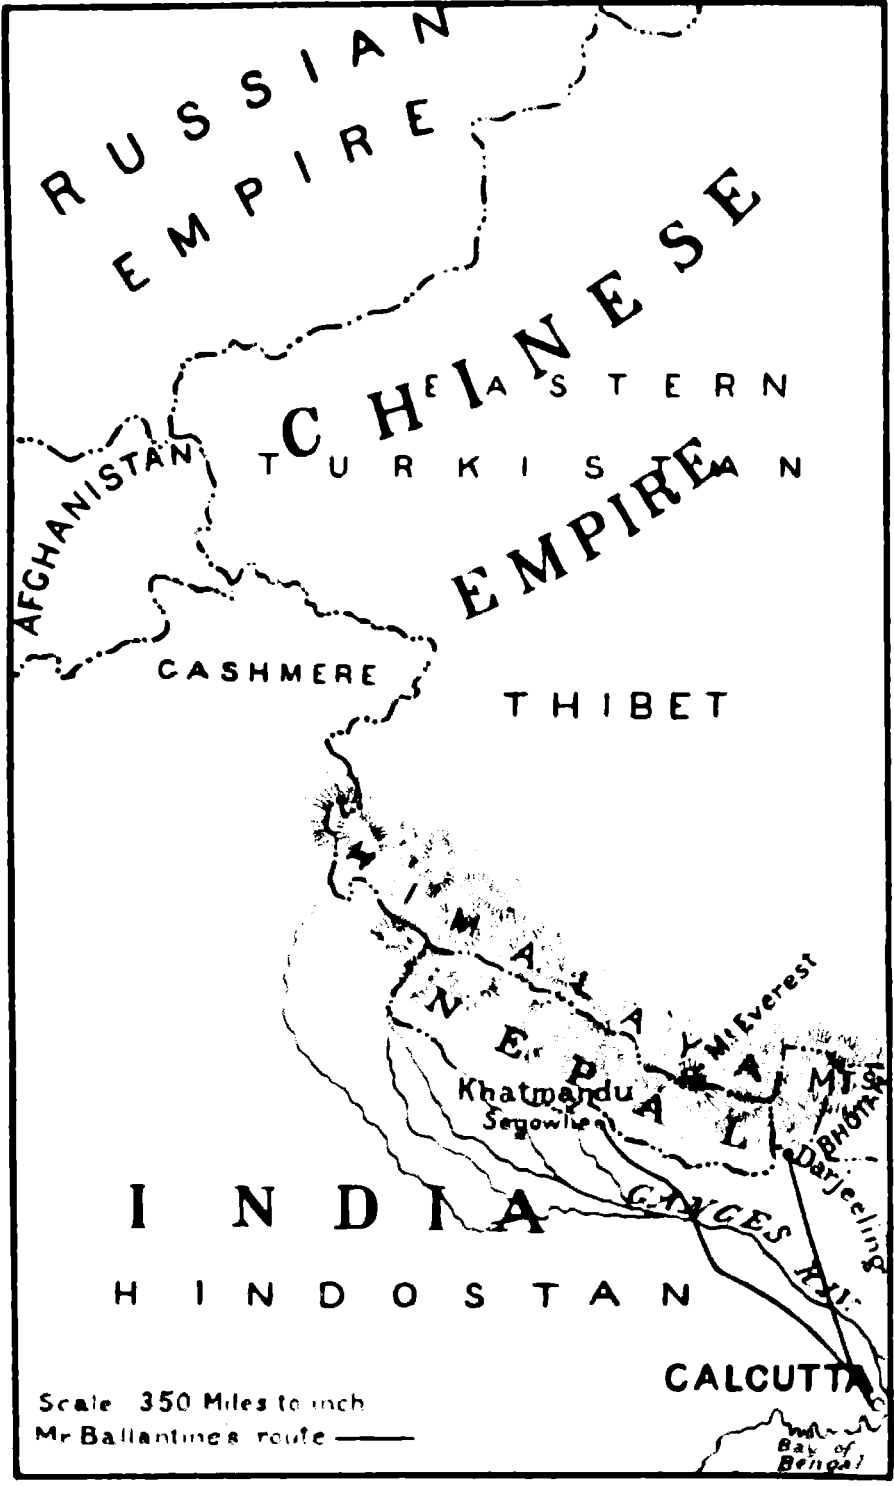 RUSSIAN
EMPIRE
CHINESE
EMPIRE
EASTERN
TURKISTAN
AFGHANISTAN
CASHMERE
THIBET
HIMALAYA MTS
NEPAL
Mt Everest
Khatmandu
Segowlie
BHOTAN
Darjeeling
GANGES RIV.
INDIA
HINDOSTAN
CALCUTTA
Scale 350 Miles to inch
Mr Ballantine's route
Bay of
Bengal